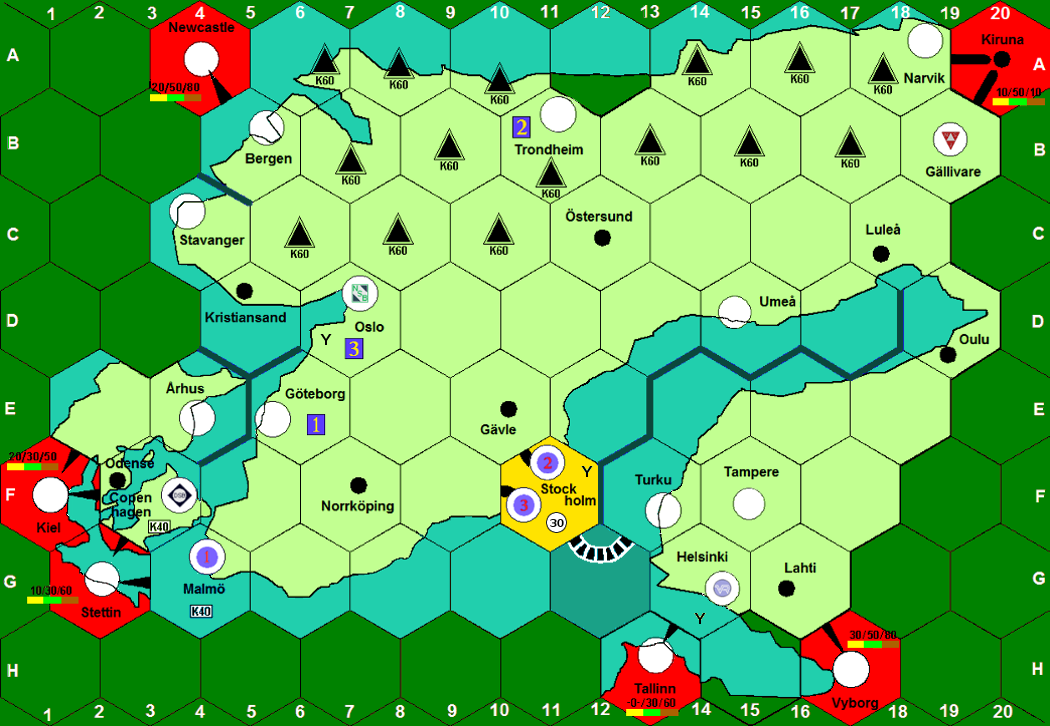 1 2 3 4 5 6 7 8 9 10 11 12 13 14 15 16 17 18 19 20
Newcastle
Kiruna
A
A
20/50/80
K60
K60
K60
K60
K60
K60
Narvik
10/50/10
B
Bergen
K60
K60
2
Trondheim
K60
K60
K60
K60
Gällivare
B
C
Stavanger
K60
K60
K60
Östersund
Luleå
C
D
Kristiansand
NSB
Oslo
Y
3
Umeå
Oulu
D
E
Århus
Göteborg
1
Gävle
E
20/30/50
F
Kiel
Odense
Copen
hagen
DSB
K40
Norrköping
2
Y
Stock
holm
3
30
Turku
Tampere
F
G
10/30/60
Stettin
1
Malmö
K40
Helsinki
VR
Lahti
Y
G
H
Tallinn
-0-/30/60
30/50/80
Vyborg
H
1 2 3 4 5 6 7 8 9 10 11 12 14 16 18 20